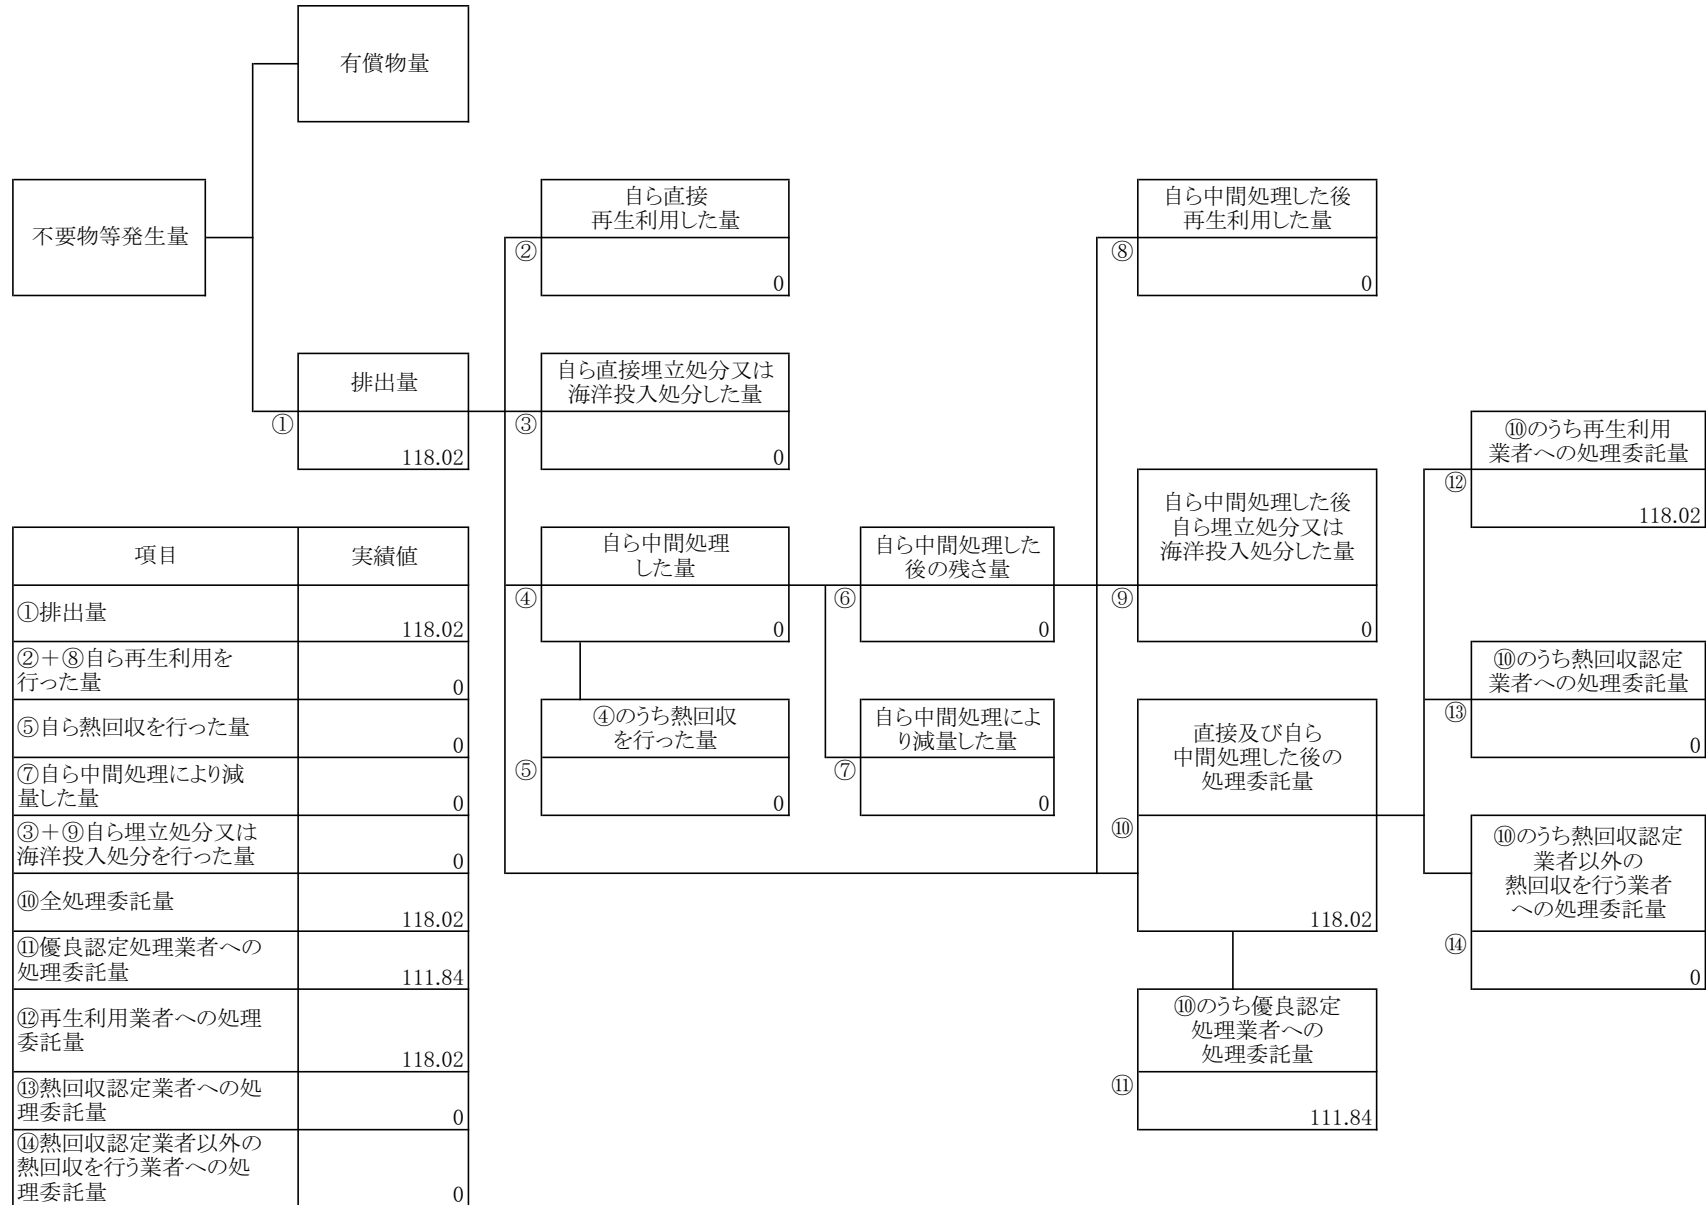 有償物量
不要物等発生量
自ら直接
再生利用した量
②
0
自ら中間処理した後
再生利用した量
⑧
0
排出量
①
118.02
自ら直接埋立処分又は
海洋投入処分した量
③
0
⑩のうち再生利用
業者への処理委託量
⑫
118.02
自ら中間処理
した量
④
0
自ら中間処理した
後の残さ量
⑥
0
自ら中間処理した後
自ら埋立処分又は
海洋投入処分した量
⑨
0
⑩のうち熱回収認定
業者への処理委託量
⑬
0
④のうち熱回収
を行った量
⑤
0
自ら中間処理によ
り減量した量
⑦
0
直接及び自ら
中間処理した後の
処理委託量
⑩
118.02
⑩のうち熱回収認定
業者以外の
熱回収を行う業者
への処理委託量
⑭
0
⑩のうち優良認定
処理業者への
処理委託量
⑪
111.84
項目 実績値
①排出量
118.02
②+⑧自ら再生利用を
行った量
0
⑤自ら熱回収を行った量
0
⑦自ら中間処理により減
量した量
0
③+⑨自ら埋立処分又は
海洋投入処分を行った量
0
⑩全処理委託量
118.02
⑪優良認定処理業者への
処理委託量
111.84
⑫再生利用業者への処理
委託量
118.02
⑬熱回収認定業者への処
理委託量
0
⑭熱回収認定業者以外の
熱回収を行う業者への処
理委託量
0